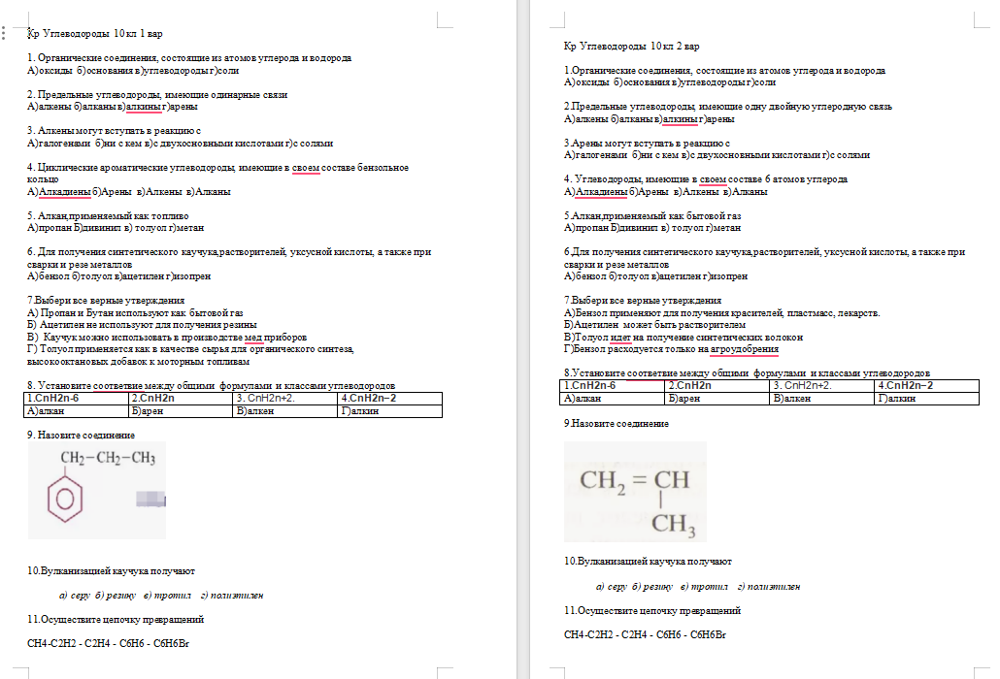 Кр Углеводороды 10 кл 1 вар
1. Органические соединения, состоящие из атомов углерода и водорода
А)оксиды б)основания в)углеводороды г)соли
2. Предельные углеводороды, имеющие одинарные связи
А)алкены б)алканы в)алкины г)арены
3. Алкены могут вступать в реакцию с
А)галогенами б)ни с кем в)с двухосновными кислотами г)с солями
4. Циклические ароматические углеводороды, имеющие в своем составе бензольное
кольцо
А)Алкадиены б)Арены в)Алкены в)Алканы
5. Алкан,применяемый как топливо
А)пропан Б)дивинил в) толуол г)метан
6. Для получения синтетического каучука,растворителей, уксусной кислоты, а также при
сварки и резе металлов
А)бензол б)толуол в)ацетилен г)изопрен
7.Выбери все верные утверждения
А) Пропан и Бутан используют как бытовой газ
Б) Ацетилен не используют для получения резины
В) Каучук можно использовать в производстве мед приборов
Г) Толуол применяется как в качестве сырья для органического синтеза,
высокооктановых добавок к моторным топливам
8. Установите соответвие между общими формулами и классами углеводородов
1.CnH2n-6 2.CnH2n 3. CnH2n+2. 4.CnH2n−2
А)алкан Б)арен В)алкен Г)алкин
9. Назовите соединение
CH2−CH2−CH3
10.Вулканизацией каучука получают
а) серу б) резину в) тротил г) полиэтилен
11.Осуществите цепочку превращений
СН4-С2Н2 - С2Н4 - С6Н6 - С6Н6Br
Кр Углеводороды 10 кл 2 вар
1.Органические соединения, состоящие из атомов углерода и водорода
А)оксиды б)основания в)углеводороды г)соли
2.Предельные углеводороды, имеющие одну двойную углеродную связь
А)алкены б)алканы в)алкины г)арены
3.Арены могут вступать в реакцию с
А)галогенами б)ни с кем в)с двухосновными кислотами г)с солями
4. Углеводороды, имеющие в своем составе 6 атомов углерода
А)Алкадиены б)Арены в)Алкены в)Алканы
5.Алкан,применяемый как бытовой газ
А)пропан Б)дивинил в) толуол г)метан
6.Для получения синтетического каучука,растворителей, уксусной кислоты, а также при
сварки и резе металлов
А)бензол б)толуол в)ацетилен г)изопрен
7.Выбери все верные утверждения
А)Бензол применяют для получения красителей, пластмасс, лекарств.
Б)Ацетилен может быть растворителем
В)Толуол идет на получение синтетических волокон
Г)Бензол расходуется только на агроудобрения
8.Установите соответвие между общими формулами и классами углеводородов
1.CnH2n-6 2.CnH2n 3. CnH2n+2. 4.CnH2n−2
А)алкан Б)арен В)алкен Г)алкин
9.Назовите соединение
CH2 = CH
CH3
10.Вулканизацией каучука получают
а) серу б) резину в) тротил г) полиэтилен
11.Осуществите цепочку превращений
СН4-С2Н2 - С2Н4 - С6Н6 - С6Н6Br